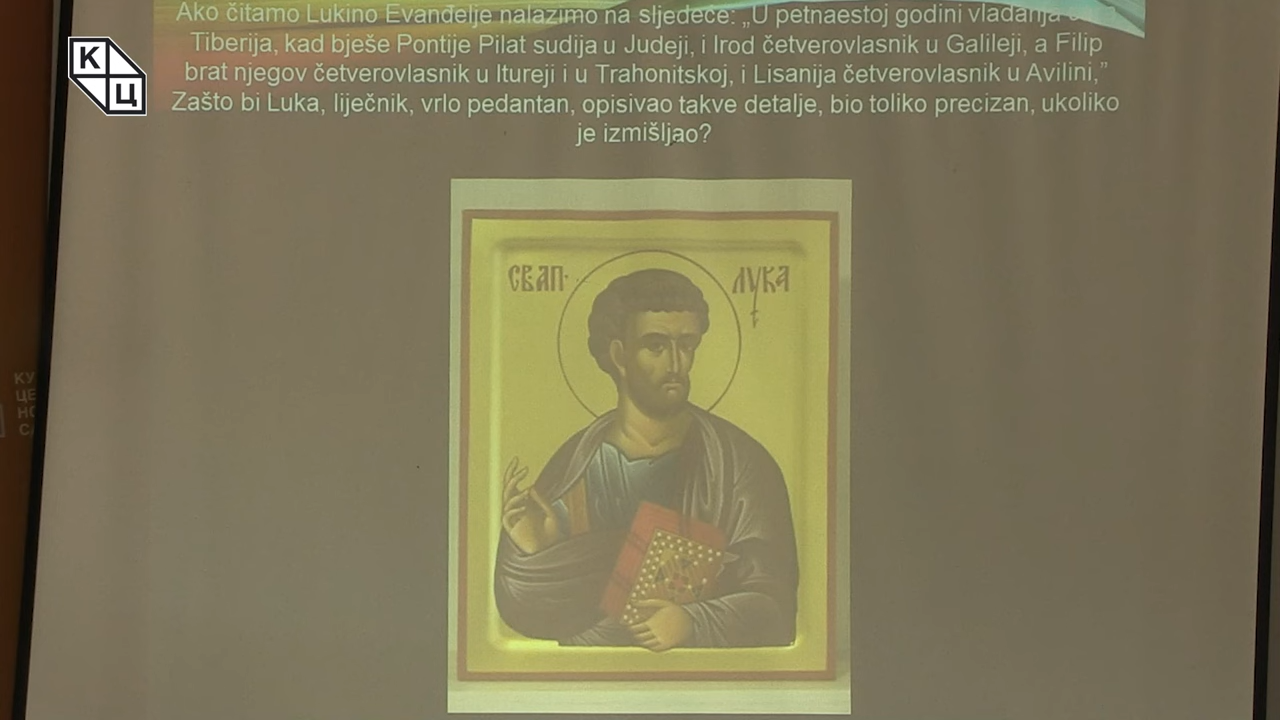 Ako čitamo Lukino Evanđelje nalazimo na sljedeće: „U petnaestoj godini vladanja
Tiberija, kad bješe Pontije Pilat sudija u Judeji, i Irod četverovlasnik u Galileji, a Filip
brat njegov četverovlasnik u Itureji i u Trahonitskoj, i Lisanija četverovlasnik u Avilini,”
Zašto bi Luka, liječnik, vrlo pedantan, opisivao takve detalje, bio toliko precizan, ukoliko
je izmišljao?
К
Ц
СВ АП
ЛУКА